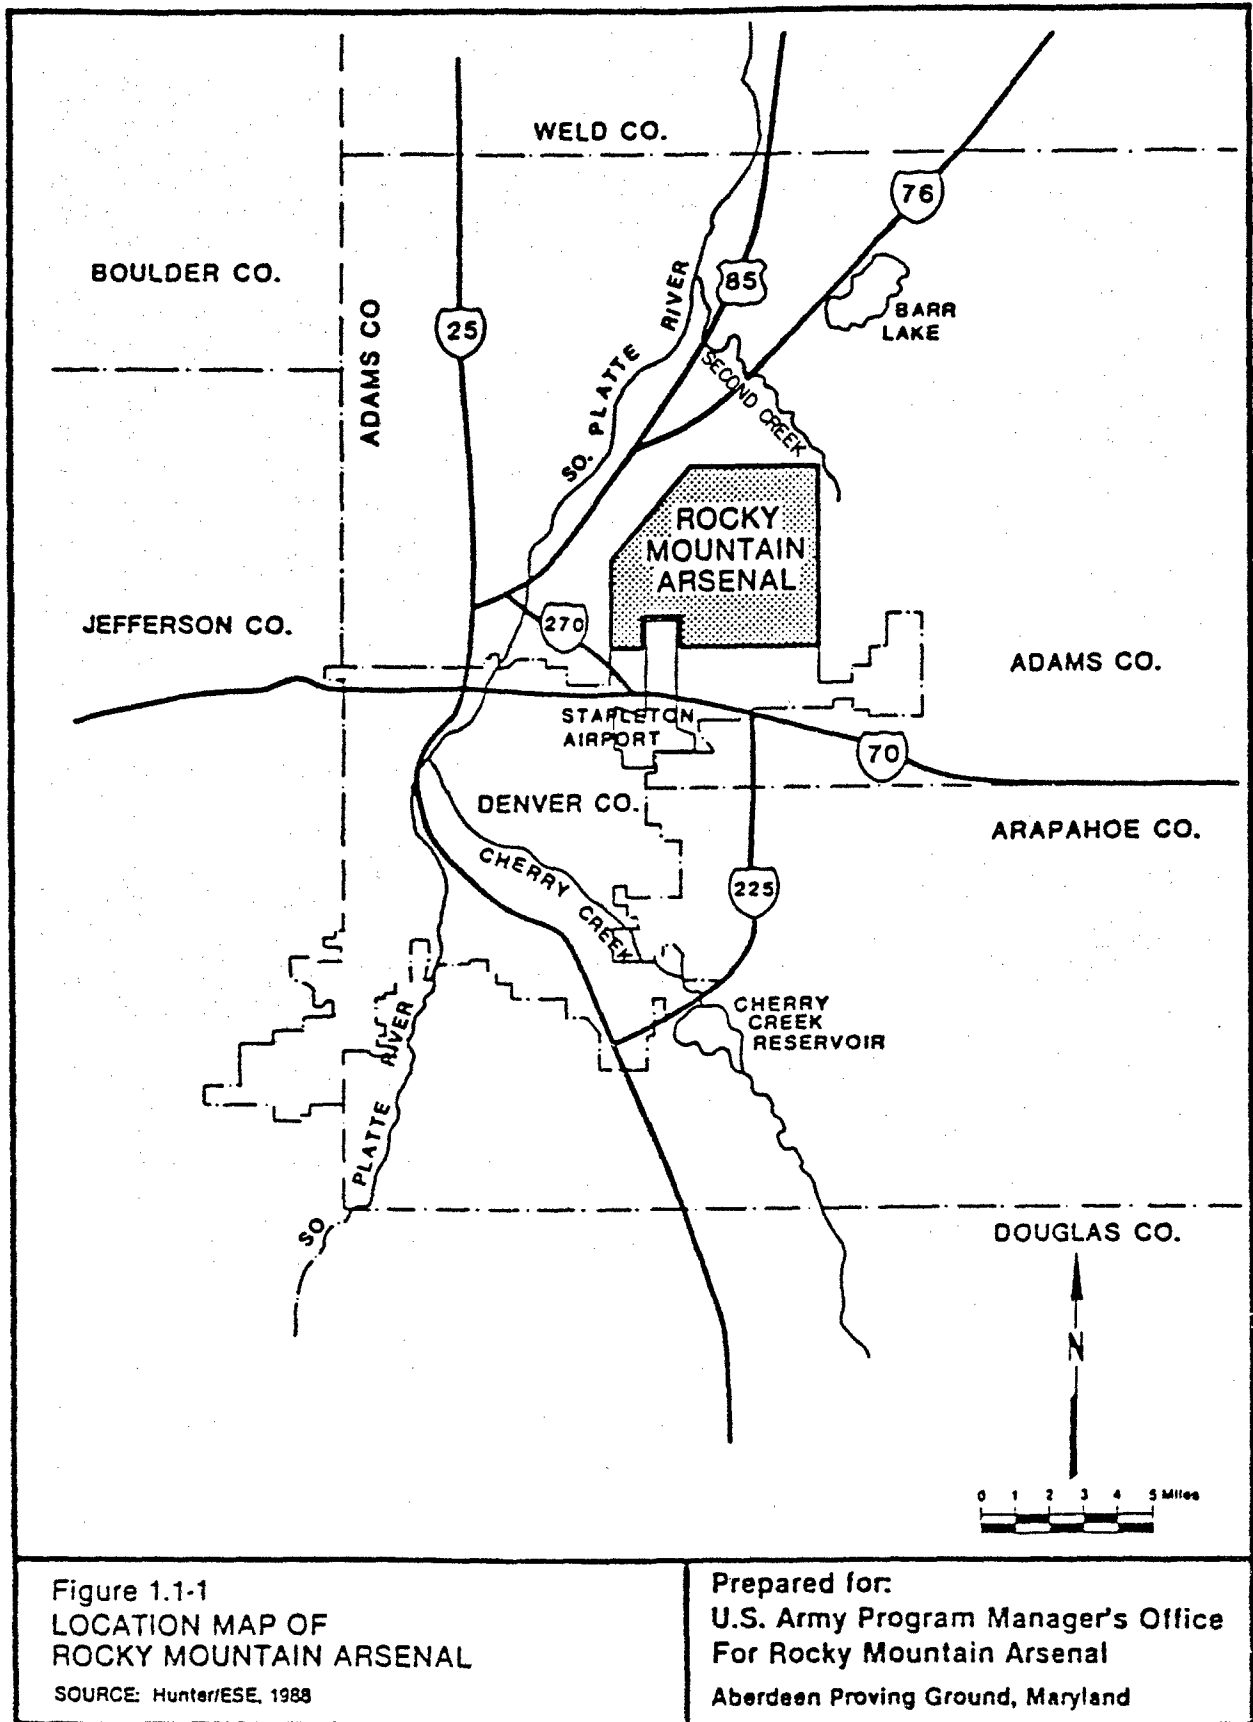 WELD CO.
76
BOULDER CO.
85
SO. PLATTE RIVER
BARR
LAKE
25
ADAMS CO
SECOND CREEK
ROCKY
MOUNTAIN
ARSENAL
JEFFERSON CO.
270
ADAMS CO.
STAPLETON
AIRPORT
70
DENVER CO.
ARAPAHOE CO.
CHERRY CREEK
225
CHERRY
CREEK
RESERVOIR
SO PLATTE RIVER
DOUGLAS CO.
N
0 1 2 3 4 5 Miles
Figure 1.1-1
LOCATION MAP OF
ROCKY MOUNTAIN ARSENAL
SOURCE: Hunter/ESE, 1988
Prepared for:
U.S. Army Program Manager's Office
For Rocky Mountain Arsenal
Aberdeen Proving Ground, Maryland